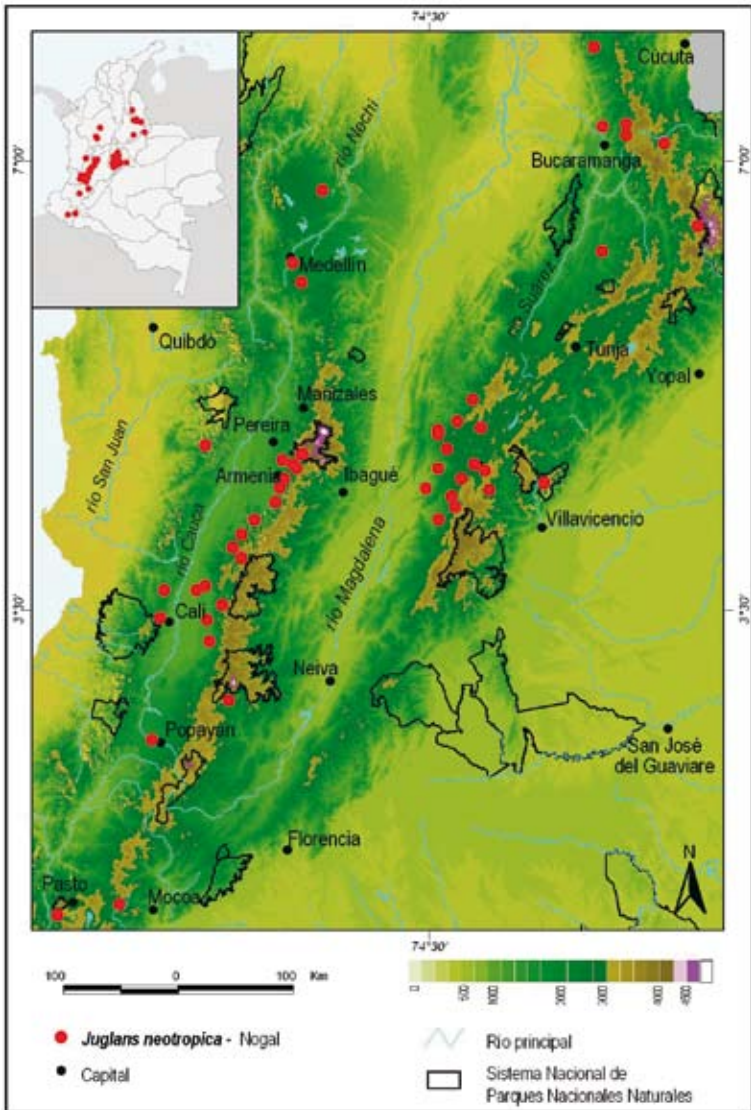 74°30'
Cucuta
7°00
7°00
Bucaramanga
río Nechi
Medellín
río Suárez
Quibdó
Tunja
Yopal
Manizales
Pereira
río San Juan
Armenia
Ibagué
río Cauca
río Magdalena
Villavicencio
3°30
3°30
Cali
Neiva
Popayán
San José
del Guaviare
Florencia
N
Pasto
Mocoa
74°30'
100 0 100 Km
0 500 1000 2000 3000 4000 4500
Juglans neotropica - Nogal
Río principal
Capital
Sistema Nacional de
Parques Nacionales Naturales